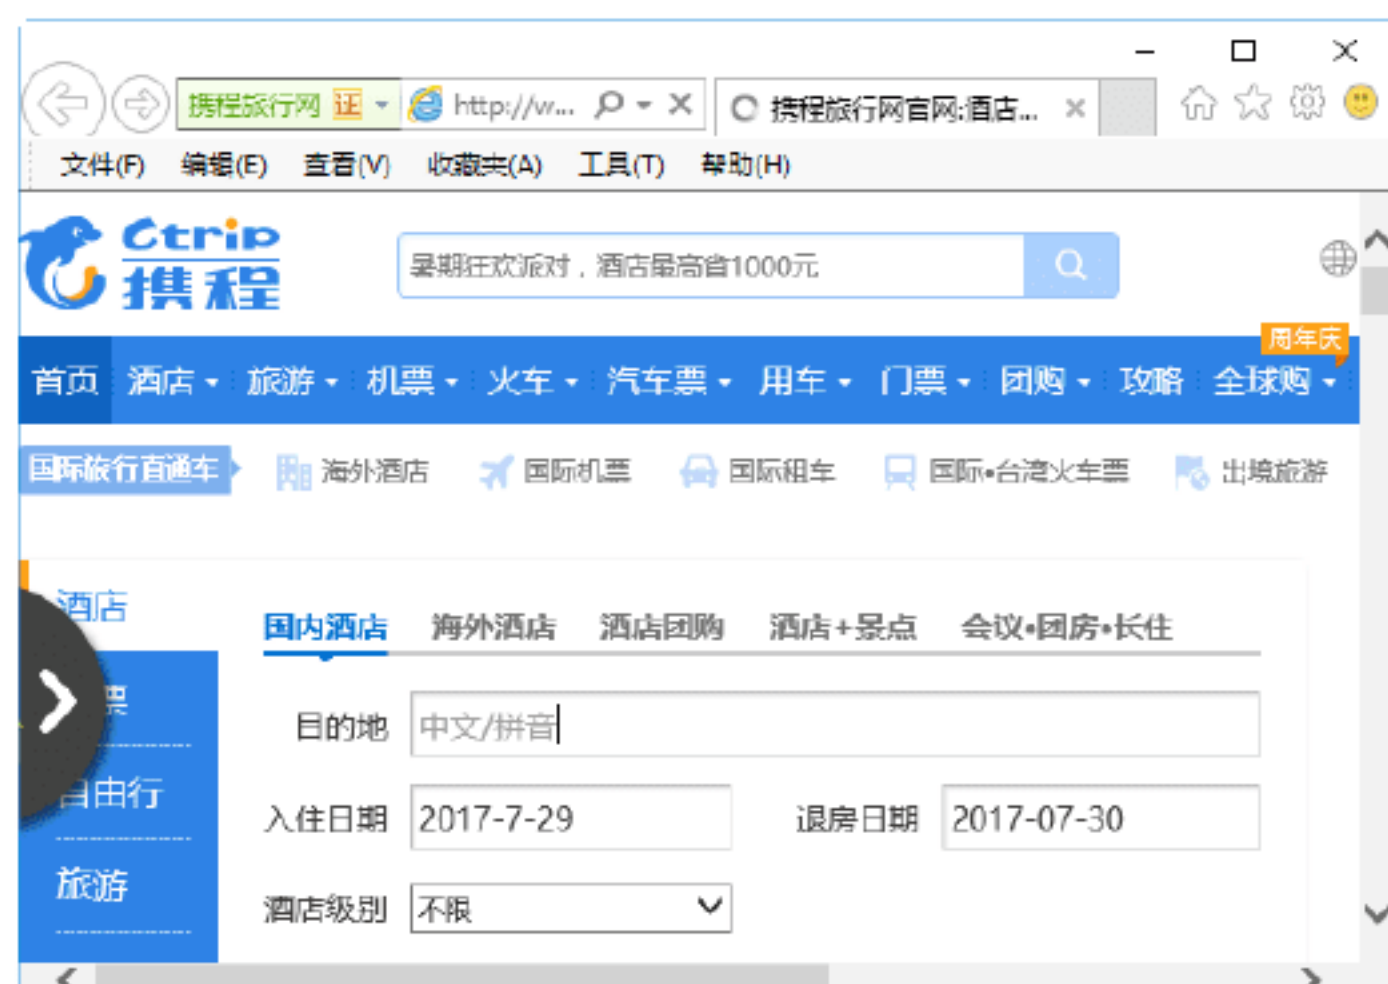 携程旅行网 证 http://w... 携程旅行网官网:酒店...
文件(F) 编辑(E) 查看(V) 收藏夹(A) 工具(T) 帮助(H)
Ctrip
携程
暑期狂欢派对，酒店最高省1000元
周年庆
首页 酒店 旅游 机票 火车 汽车票 用车 门票 团购 攻略 全球购
国际旅行直通车 海外酒店 国际机票 国际租车 国际•台湾火车票 出境旅游
酒店
国内酒店 海外酒店 酒店团购 酒店+景点 会议•团房•长住
票
目的地 中文/拼音
自由行
入住日期 2017-7-29 退房日期 2017-07-30
旅游
酒店级别 不限